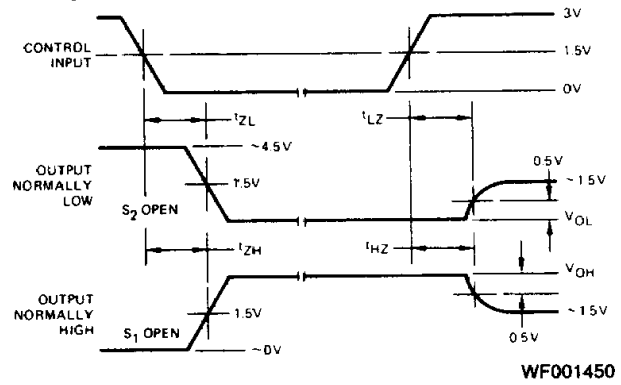 3V
CONTROL
INPUT
1.5V
0V
tZL
tLZ
~4.5V
0.5V
OUTPUT
NORMALLY
LOW
1.5V
~1.5V
S2 OPEN
VOL
tZH
tHZ
VOH
OUTPUT
NORMALLY
HIGH
S1 OPEN
1.5V
~1.5V
0.5V
~0V
WF001450